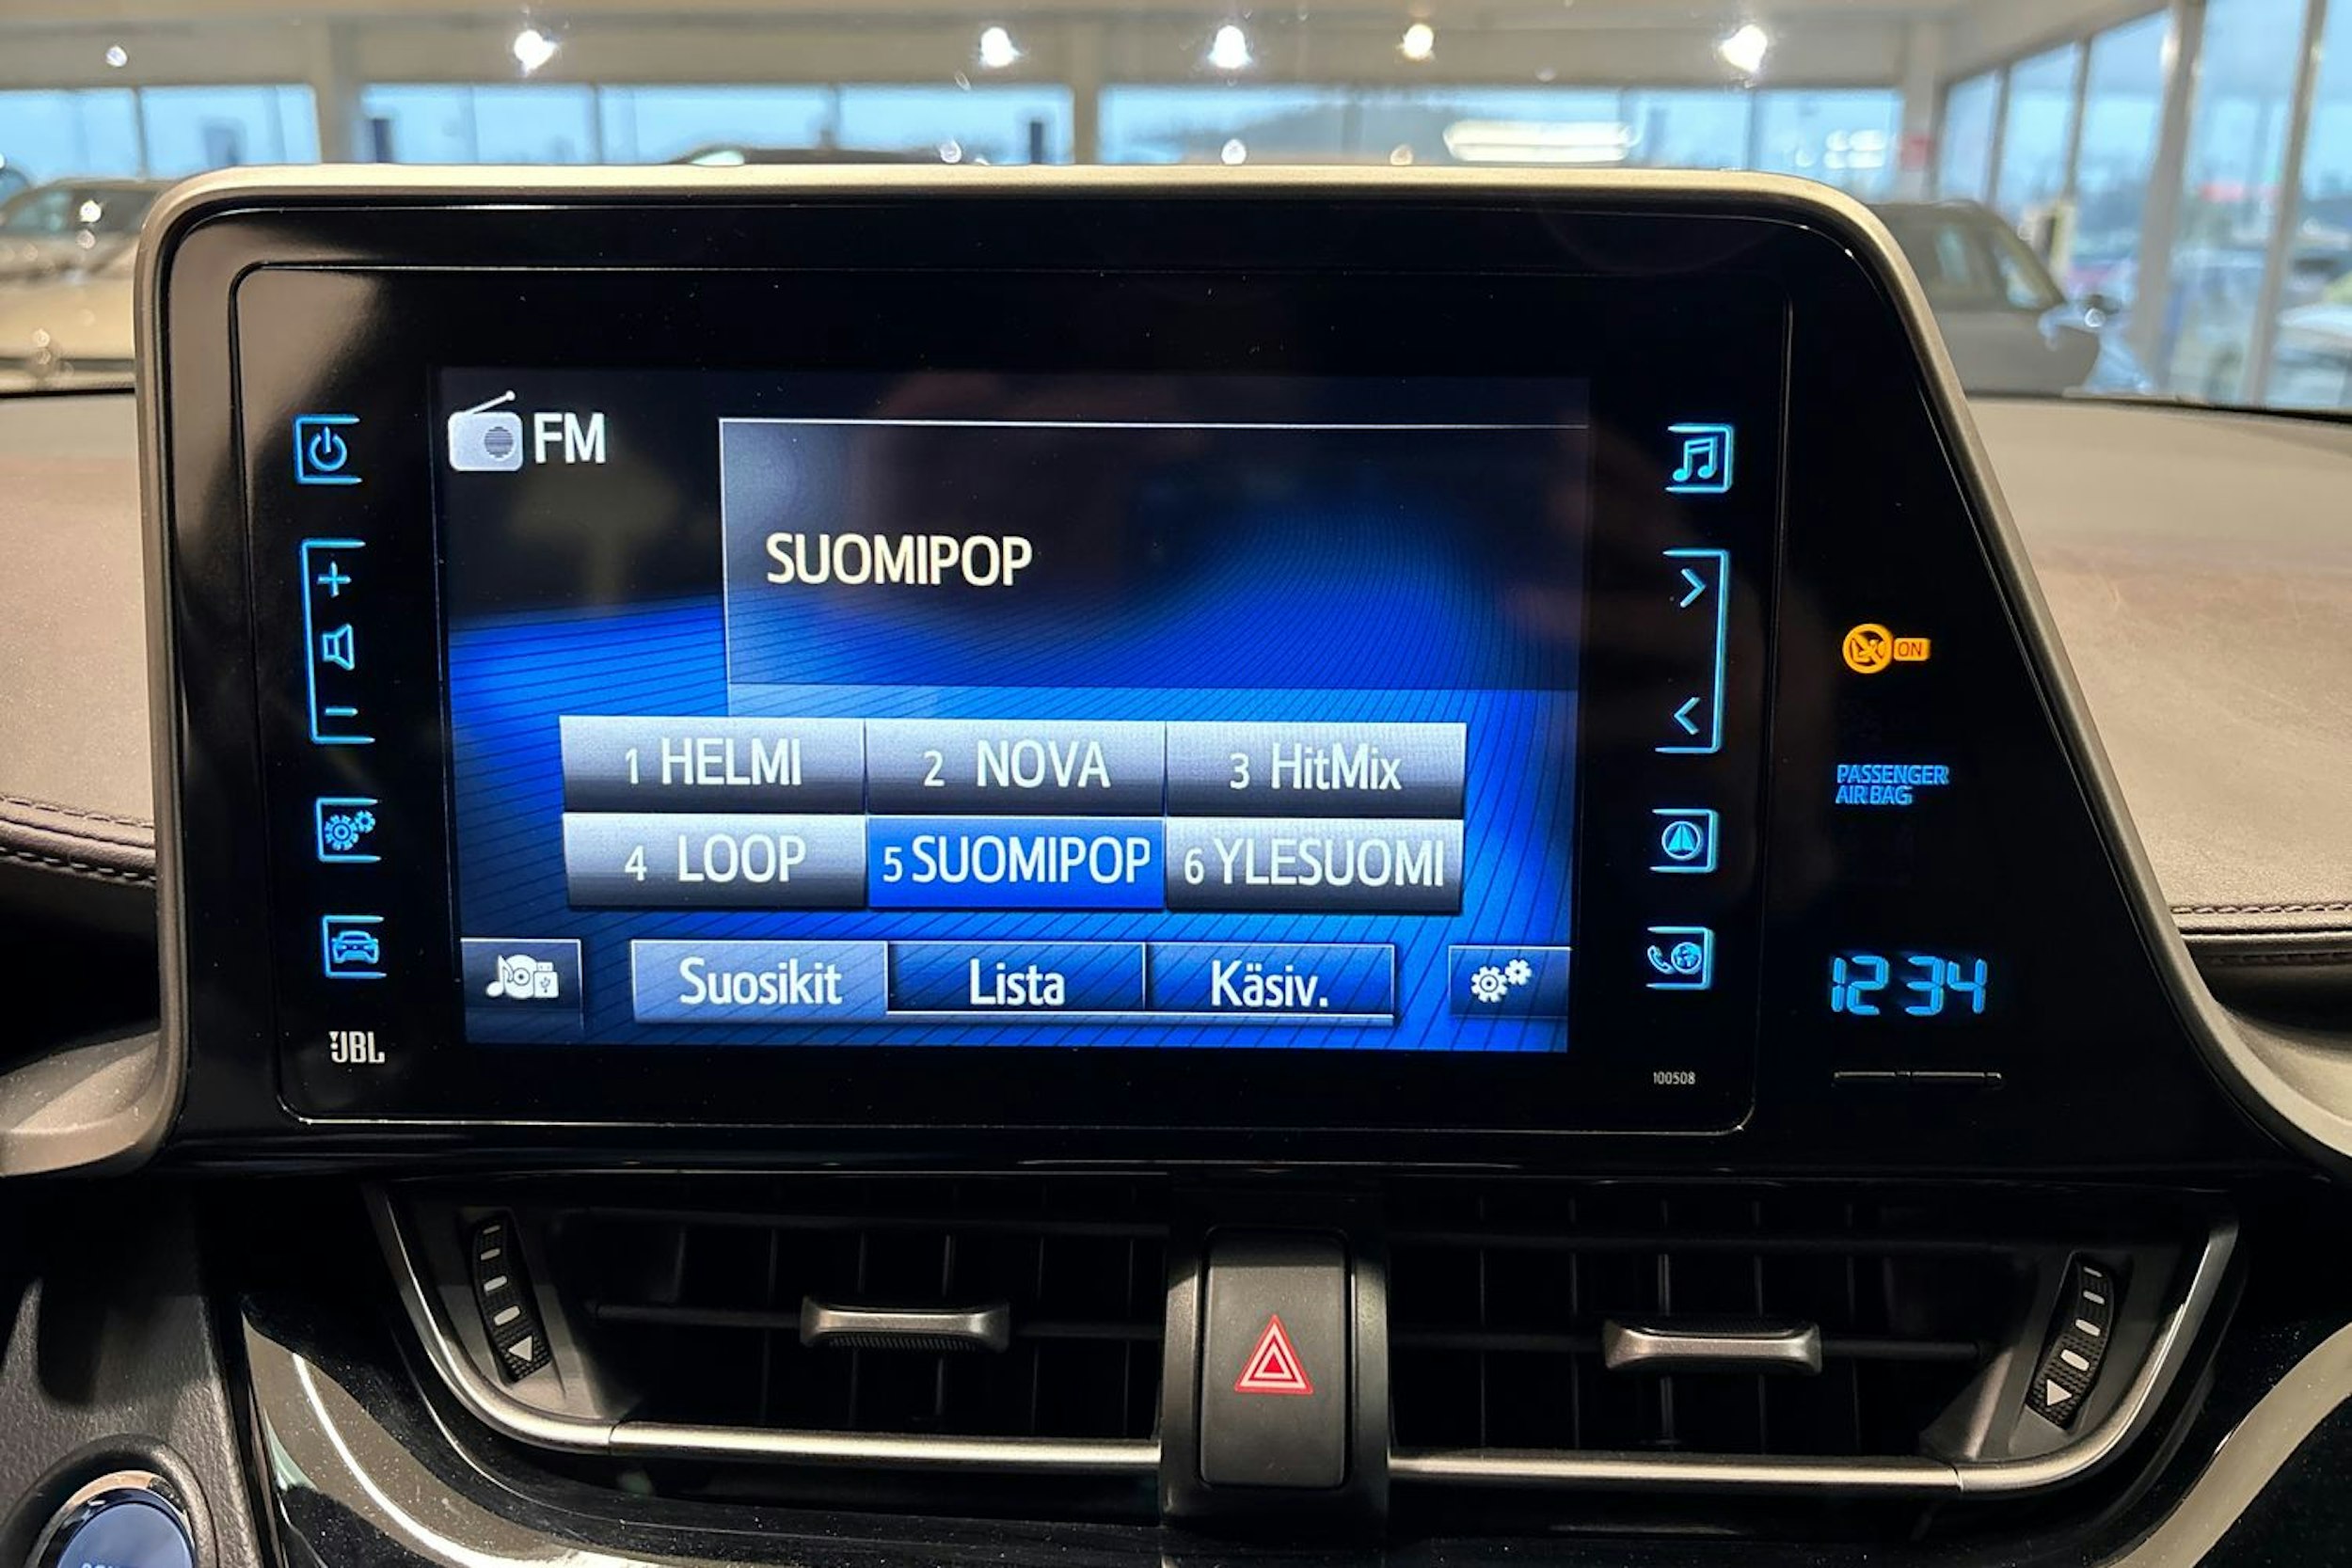 FM
SUOMIPOP
1 HELMI 2 NOVA 3 HitMix
4 LOOP 5 SUOMIPOP 6 YLESUOMI
Suosikit Lista Käsiv.
JBL
100508
ON
PASSENGER
AIR BAG
12 34